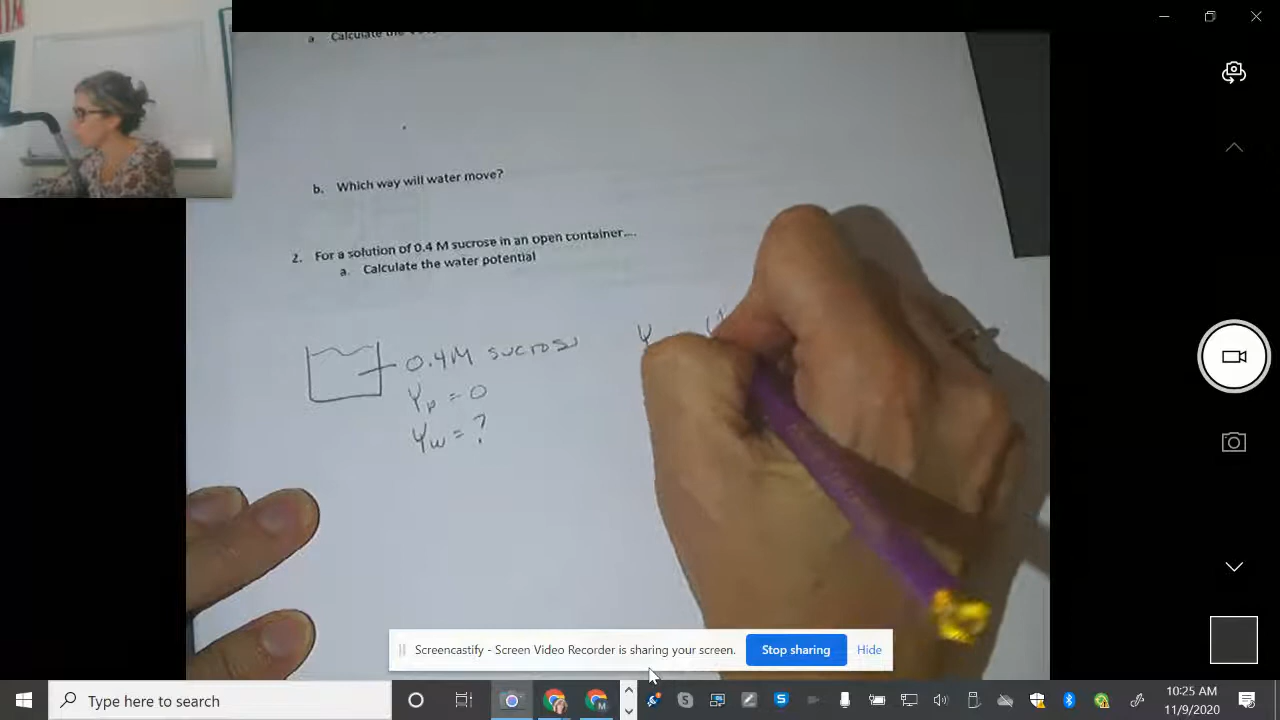 a Calculate the
b. Which way will water move?
2. For a solution of 0.4 M sucrose in an open container....
a. Calculate the water potential
0.4M sucrose
Ψp = 0
Ψw = ?
Ψ
Screencastify - Screen Video Recorder is sharing your screen.
Stop sharing
Hide
Type here to search
10:25 AM
11/9/2020